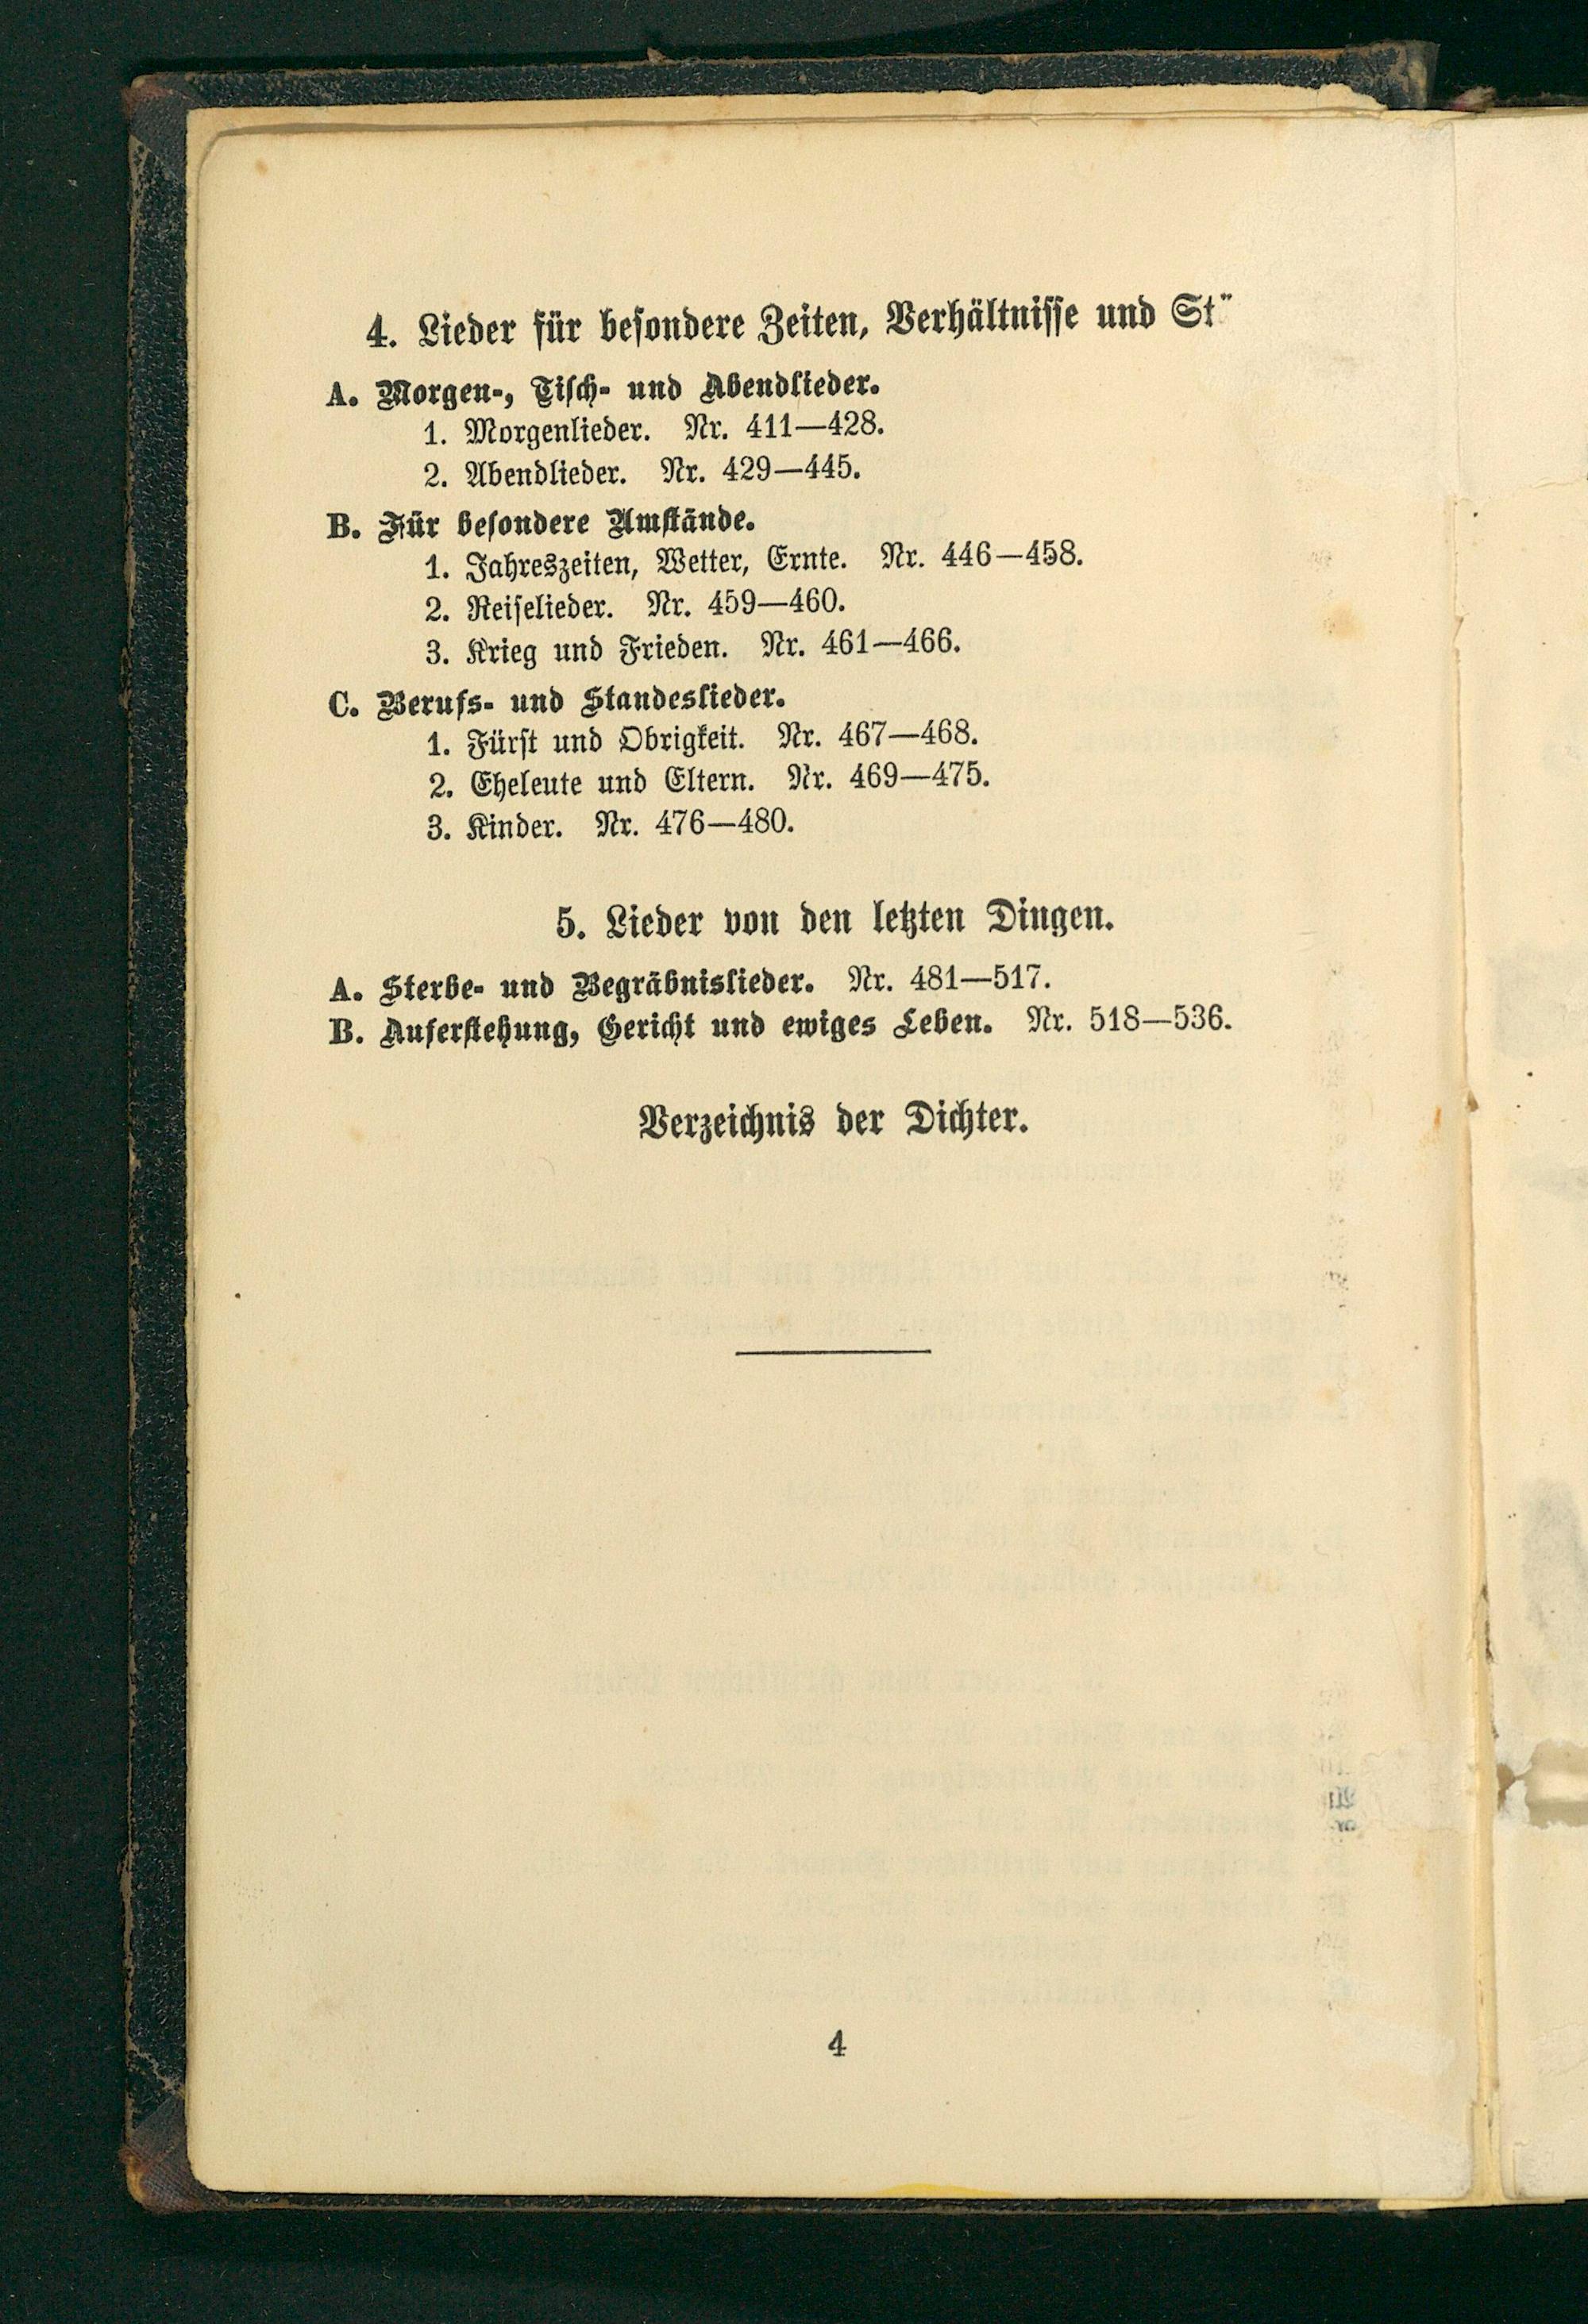 4. Lieder für besondere Zeiten, Verhältnisse und
A. Morgen-, Tisch- und Abendlieder.
1. Morgenlieder. Nr. 411—428.
2. Abendlieder. Nr. 429—445.
B. Für besondere Umstände.
1. Jahreszeiten, Wetter, Ernte. Nr. 446—458.
2. Reiselieder. Nr. 459—460.
3. Krieg und Frieden. Nr. 461—466.
C. Berufs- und Standeslieder.
1. Fürst und Obrigkeit. Nr. 467—468.
2. Eheleute und Eltern. Nr. 469—475.
3. Kinder. Nr. 476—480.
5. Lieder von den letzten Dingen.
A. Sterbe- und Begräbnislieder. Nr. 481—517.
B. Auferstehung, Gericht und ewiges Leben. Nr. 518—536.
Verzeichnis der Dichter.
4